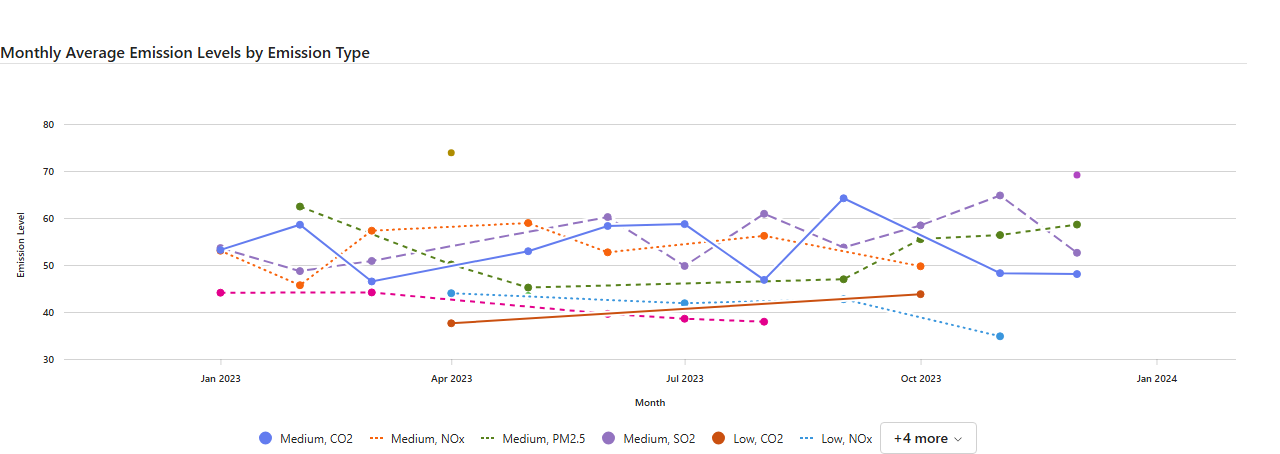 Monthly Average Emission Levels by Emission Type
80
70
60
50
40
30
Emission Level
Jan 2023 Apr 2023 Jul 2023 Oct 2023 Jan 2024
Month
Medium, CO2 Medium, NOx Medium, PM2.5 Medium, SO2 Low, CO2 Low, NOx +4 more